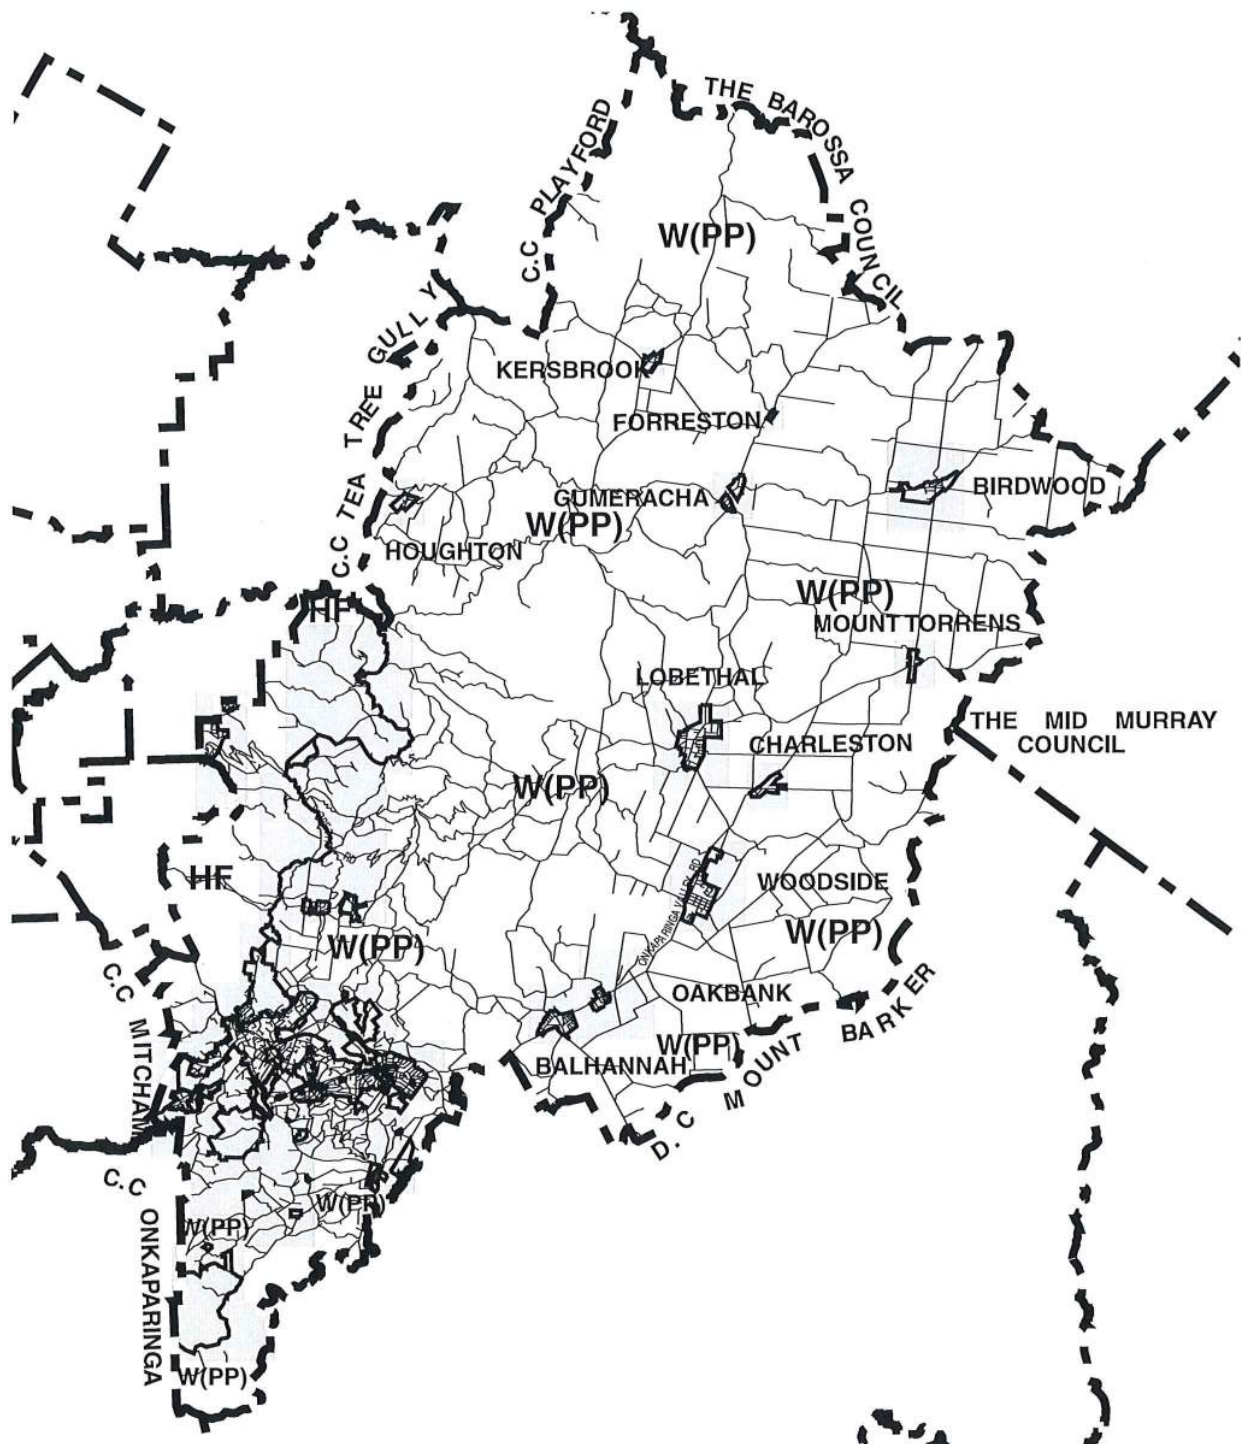 THE BAROSSA COUNCIL
C.C PLAYFORD
W(PP)
C.C TEA TREE GULLY
KERSBROOK
FORRESTON
GUMERACHA
BIRDWOOD
W(PP)
HOUGHTON
W(PP)
HF
MOUNT TORRENS
LOBETHAL
THE MID MURRAY
COUNCIL
CHARLESTON
W(PP)
HF
WOODSIDE
ONKAPARINGA VALLEY RD
W(PP)
W(PP)
OAKBANK
C.C MITCHAM
W(PP)
BALHANNAH
D.C MOUNT BARKER
C.C ONKAPARINGA
W(PP)
W(PP)
W(PP)